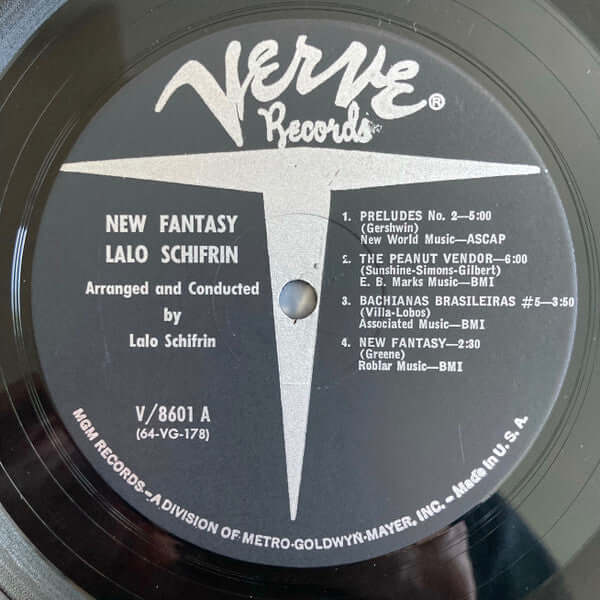 VERVE®
Records
NEW FANTASY
LALO SCHIFRIN
Arranged and Conducted
by
Lalo Schifrin
V/8601 A
(64-VG-178)
1. PRELUDES No. 2—5:00
(Gershwin)
New World Music—ASCAP
2. THE PEANUT VENDOR—6:00
(Sunshine-Simons-Gilbert)
E. B. Marks Music—BMI
3. BACHIANAS BRASILEIRAS #5—3:50
(Villa-Lobos)
Associated Music—BMI
4. NEW FANTASY—2:30
(Greene)
Roblar Music—BMI
MGM RECORDS—A DIVISION OF METRO-GOLDWYN-MAYER, INC. — Made in U. S. A.